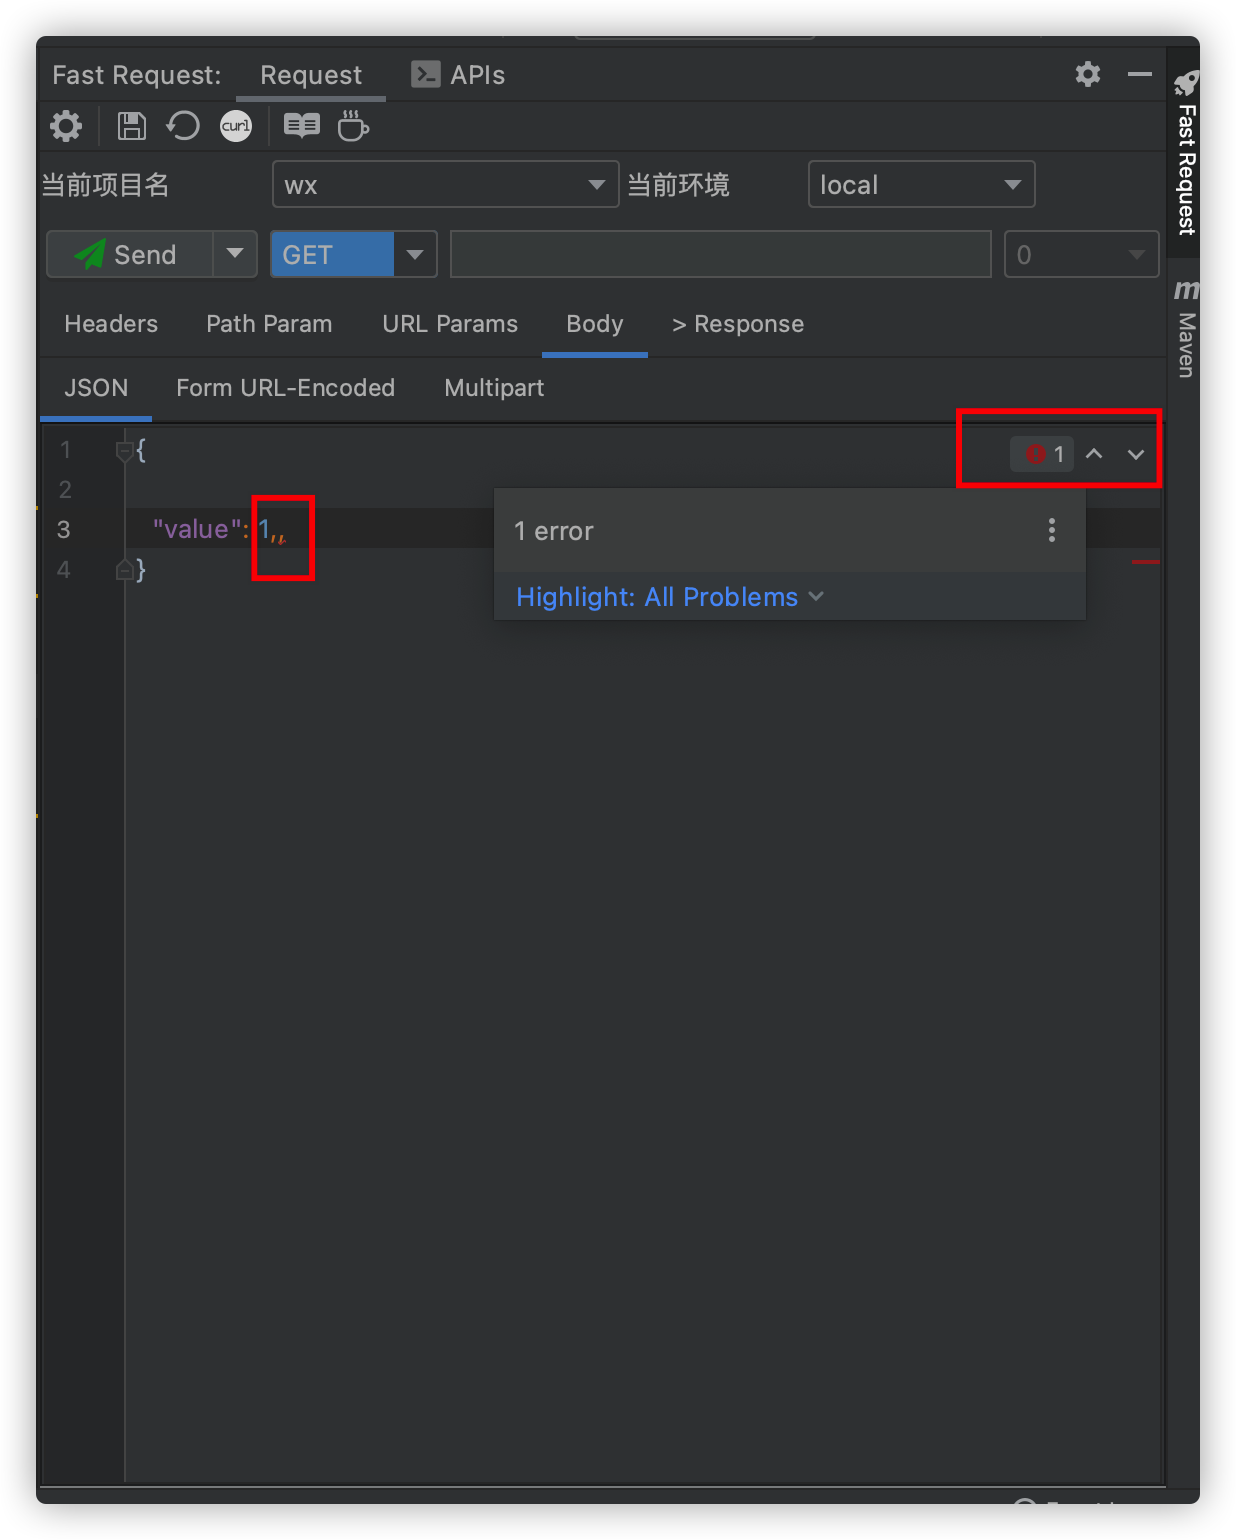 Fast Request: Request APIs
curl
当前项目名 wx 当前环境 local
Send GET 0
Headers Path Param URL Params Body > Response
JSON Form URL-Encoded Multipart
1 {
2
3 "value": 1,,
4 }
1
1 error
Highlight: All Problems
Fast Request
m
Maven